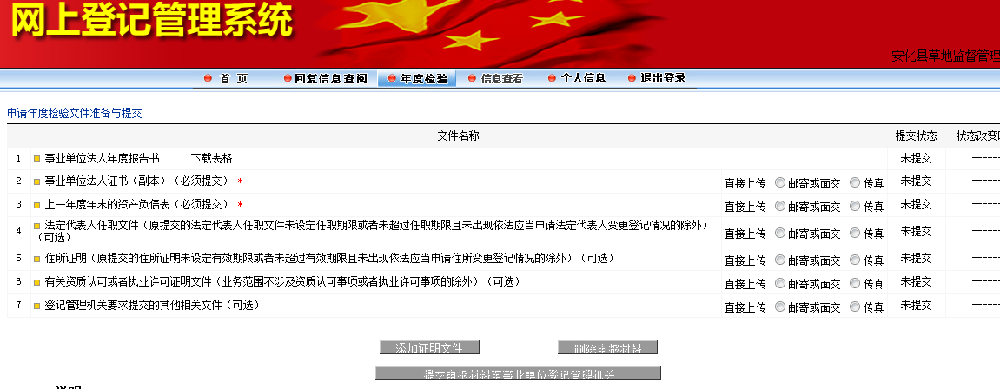 网上登记管理系统
安化县草地监督管理
首 页 回复信息查阅 年度检验 信息查看 个人信息 退出登录
申请年度检验文件准备与提交
文件名称 提交状态 状态改变时
1 事业单位法人年度报告书 下载表格 未提交 ------
2 事业单位法人证书（副本）（必须提交） * 直接上传 邮寄或面交 传真 未提交 ------
3 上一年度年末的资产负债表（必须提交） * 直接上传 邮寄或面交 传真 未提交 ------
4 法定代表人任职文件（原提交的法定代表人任职文件未设定任职期限或者未超过任职期限且未出现依法应当申请法定代表人变更登记情况的除外）
（可选） 直接上传 邮寄或面交 传真 未提交 ------
5 住所证明（原提交的住所证明未设定有效期限或者未超过有效期限且未出现依法应当申请住所变更登记情况的除外）（可选） 直接上传 邮寄或面交 传真 未提交 ------
6 有关资质认可或者执业许可证明文件（业务范围不涉及资质认可事项或者执业许可事项的除外）（可选） 直接上传 邮寄或面交 传真 未提交 ------
7 登记管理机关要求提交的其他相关文件（可选） 直接上传 邮寄或面交 传真 未提交 ------
添加证明文件 删除申报材料
提交申报材料至事业单位登记管理机关